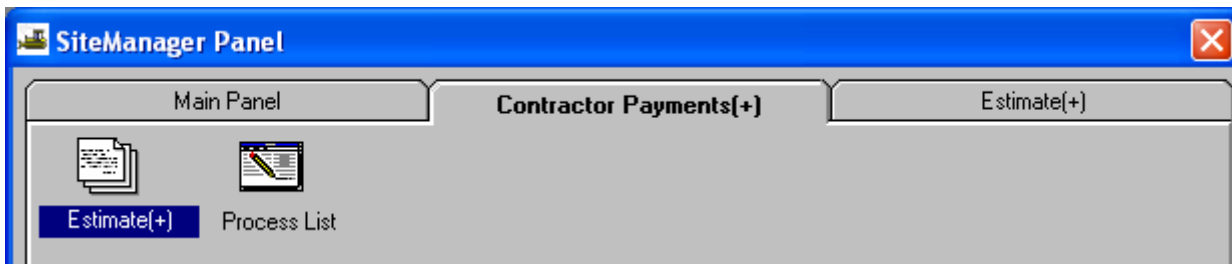 SiteManager Panel
Main Panel
Contractor Payments(+)
Estimate(+)
Estimate(+)
Process List